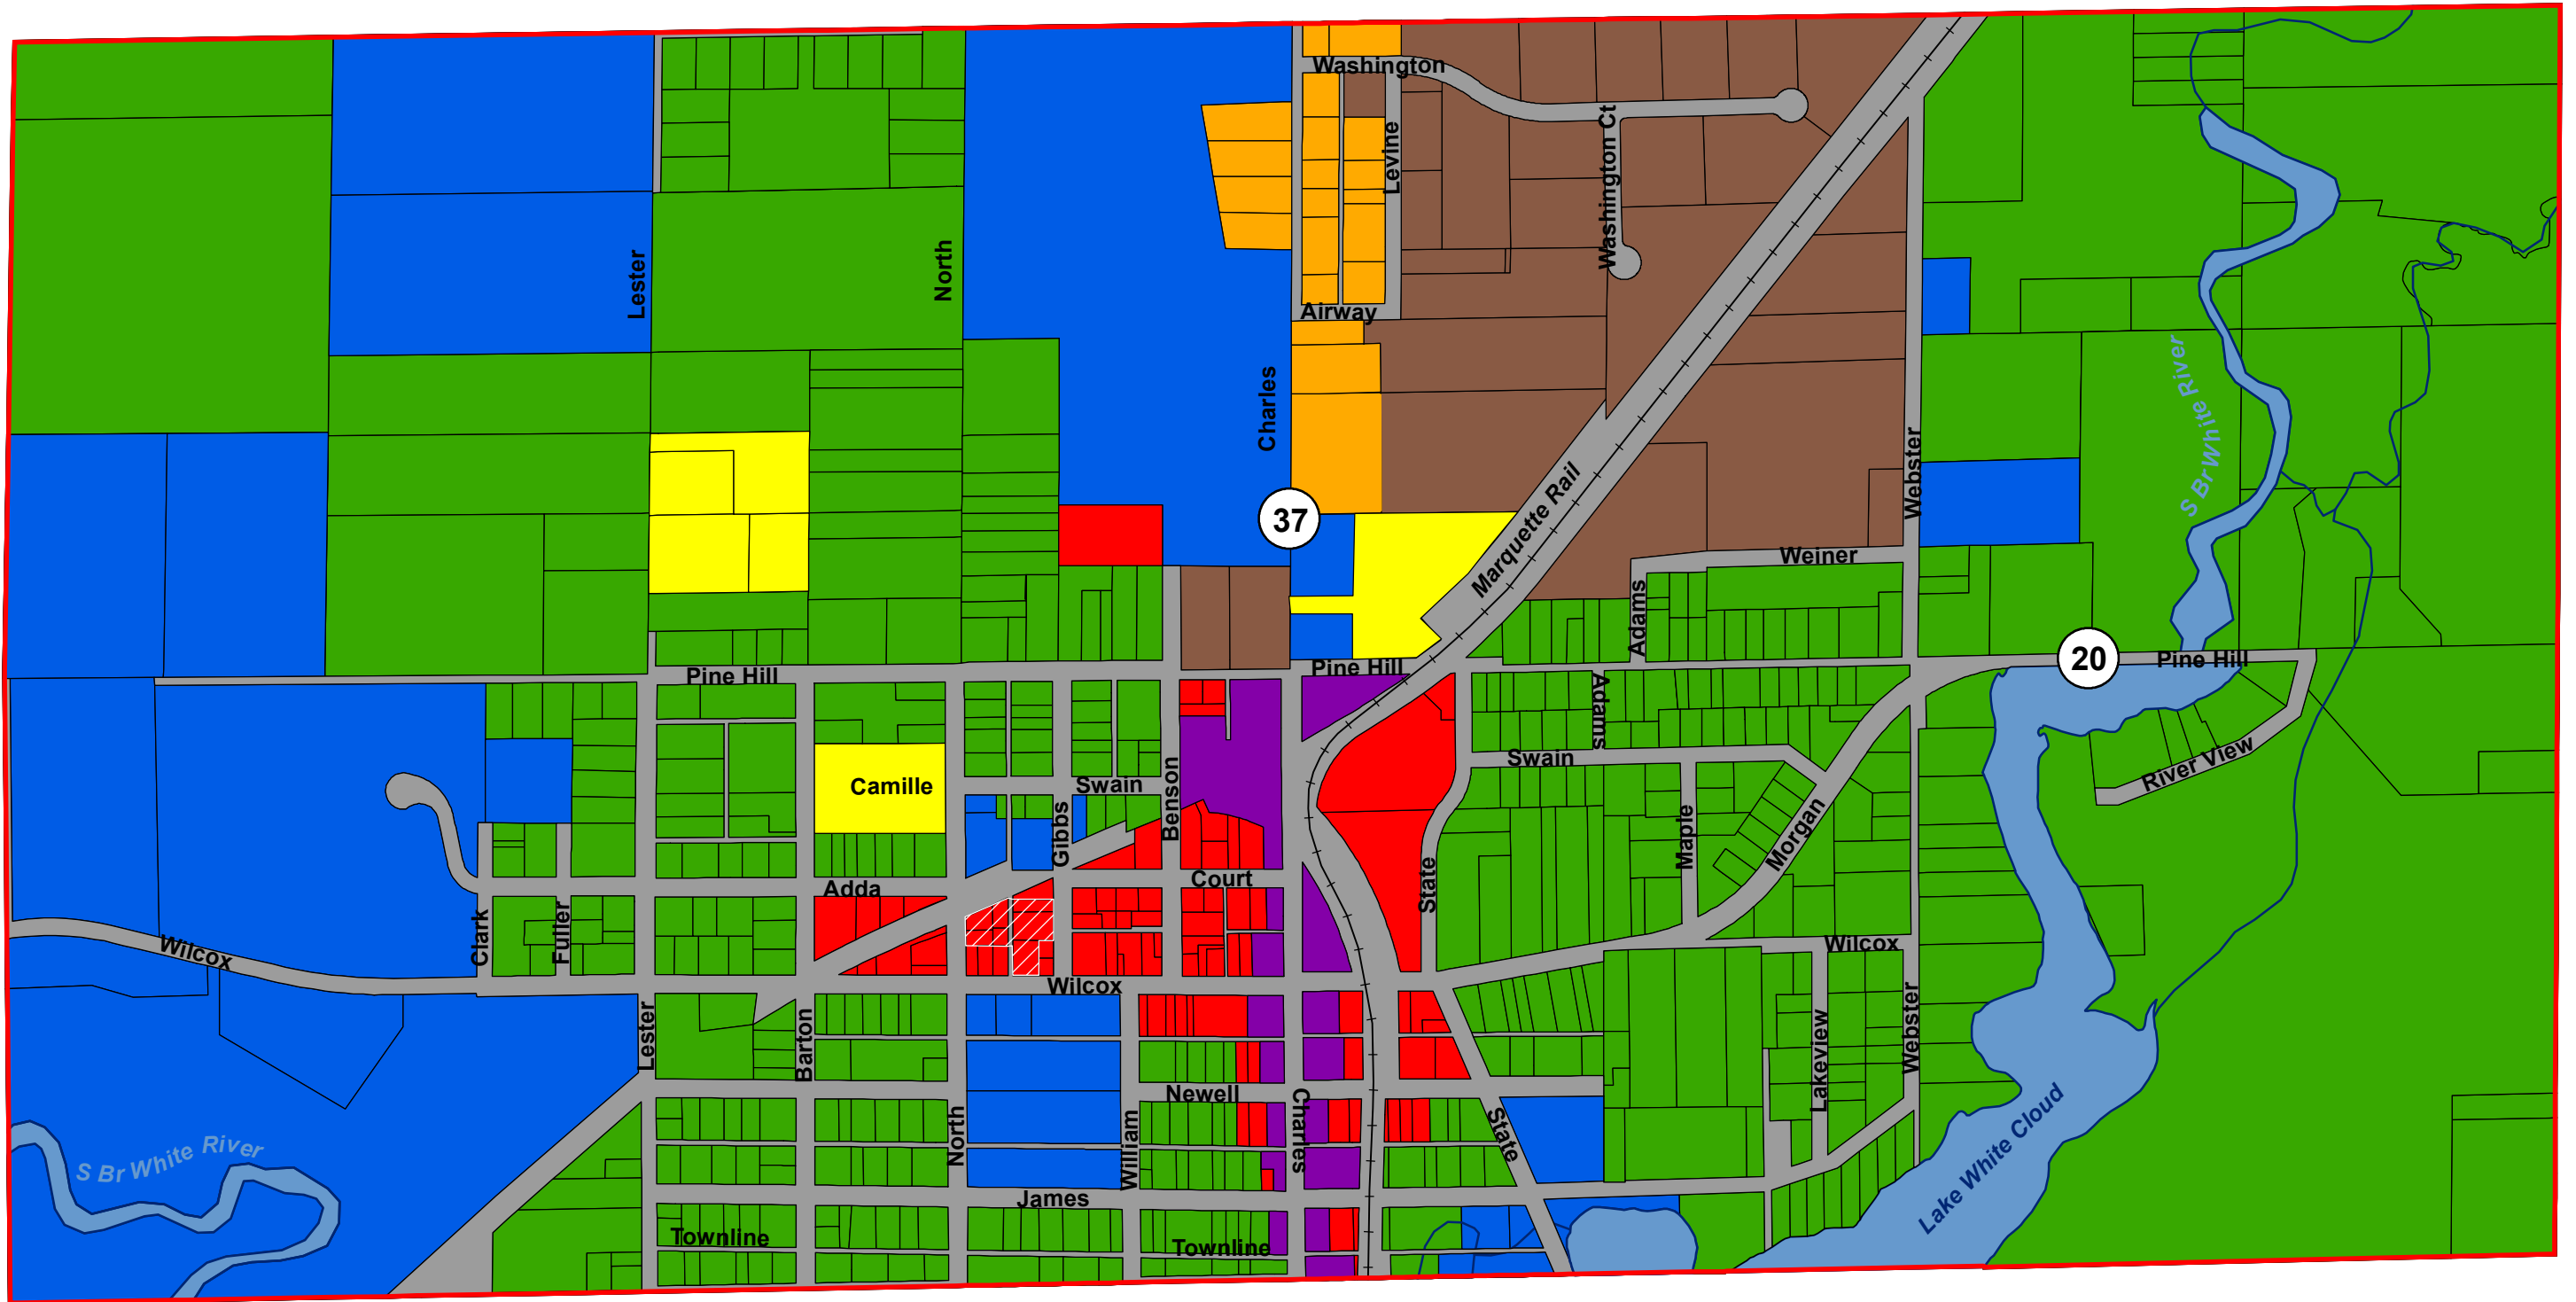 Washington
Levine
Washington Ct
Lester
North
Airway
Charles
S Br White River
Webster
37
Marquette Rail
Weiner
Adams
20
Pine Hill
Pine Hill
Pine Hill
Adams
Swain
River View
Camille
Swain
Benson
Gibbs
Maple
Morgan
Adda
Court
State
Clark
Fuller
Wilcox
Wilcox
Wilcox
Lester
Barton
Lakeview
Webster
Newell
Charles
State
North
William
S Br White River
Lake White Cloud
James
Townline
Townline